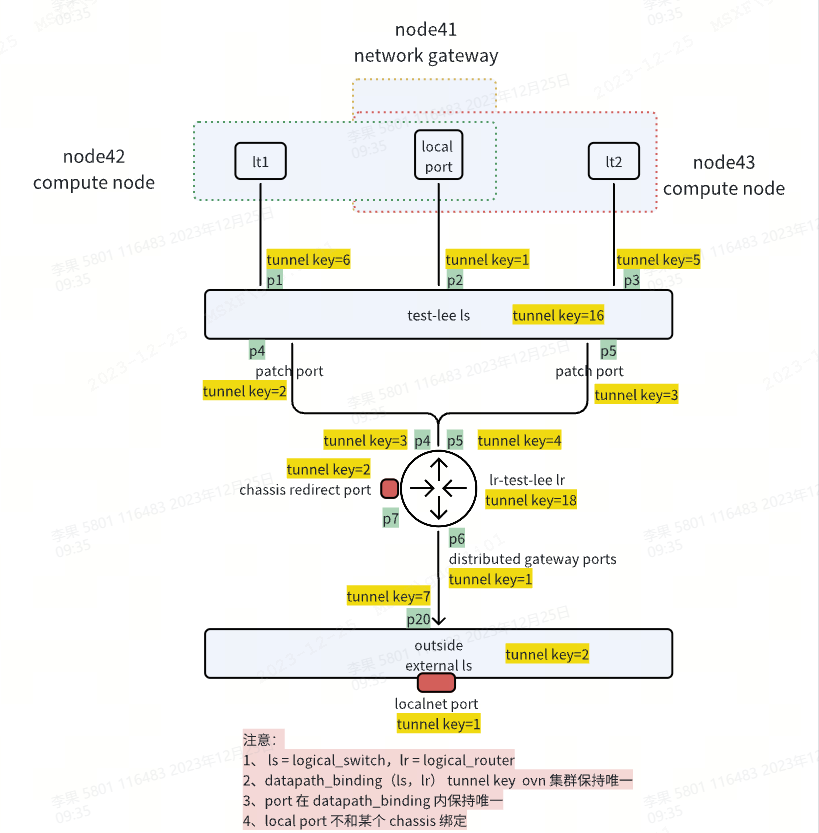 node41
network gateway
node42
compute node
lt1
local
port
lt2
node43
compute node
tunnel key=6
p1
tunnel key=1
p2
tunnel key=5
p3
test-lee ls
tunnel key=16
p4
patch port
tunnel key=2
p5
patch port
tunnel key=3
tunnel key=3
p4
p5
tunnel key=4
tunnel key=2
chassis redirect port
p7
lr-test-lee lr
tunnel key=18
p6
distributed gateway ports
tunnel key=1
tunnel key=7
p20
outside
external ls
tunnel key=2
localnet port
tunnel key=1
注意：
1、 ls = logical_switch，lr = logical_router
2、datapath_binding（ls，lr） tunnel key ovn 集群保持唯一
3、port 在 datapath_binding 内保持唯一
4、local port 不和某个 chassis 绑定
李果 5801 116483 2023年12月25日
09:35